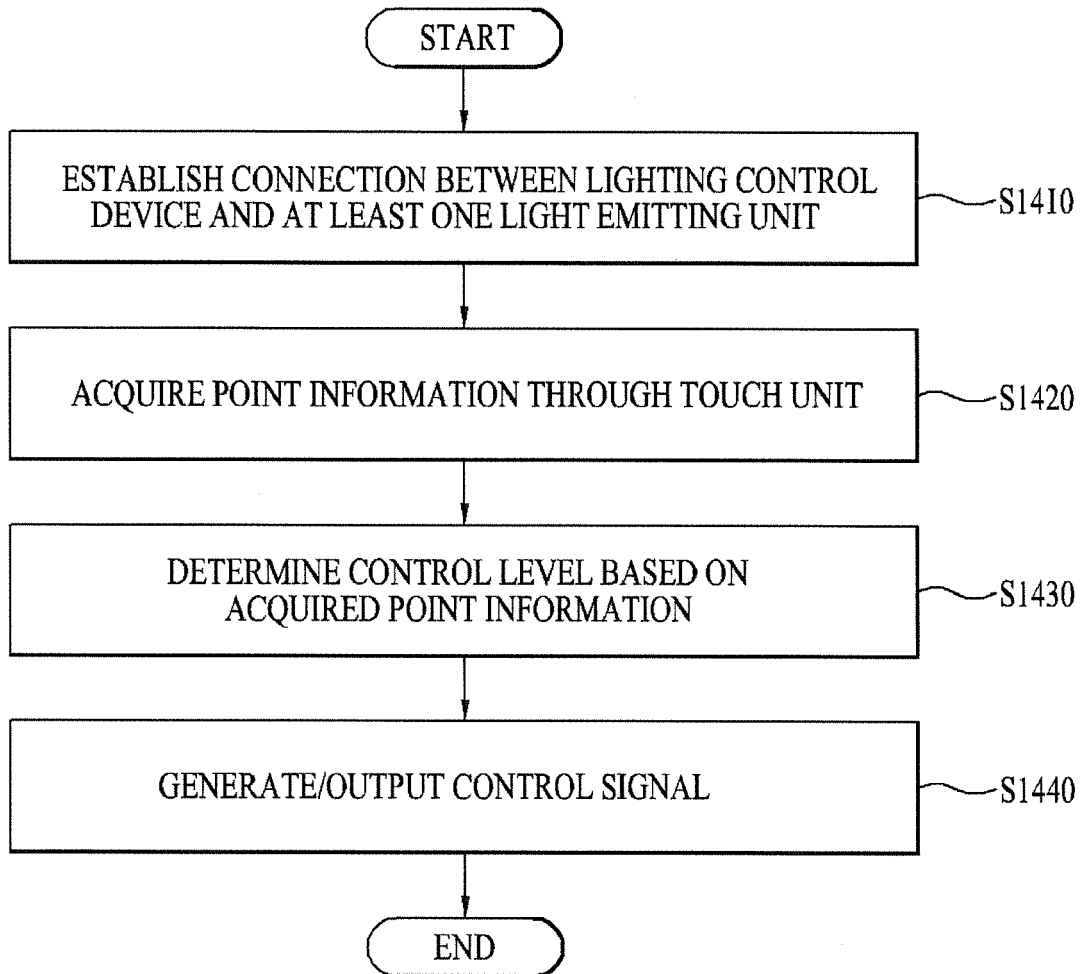 START
ESTABLISH CONNECTION BETWEEN LIGHTING CONTROL
DEVICE AND AT LEAST ONE LIGHT EMITTING UNIT
S1410
ACQUIRE POINT INFORMATION THROUGH TOUCH UNIT
S1420
DETERMINE CONTROL LEVEL BASED ON
ACQUIRED POINT INFORMATION
S1430
GENERATE/OUTPUT CONTROL SIGNAL
S1440
END